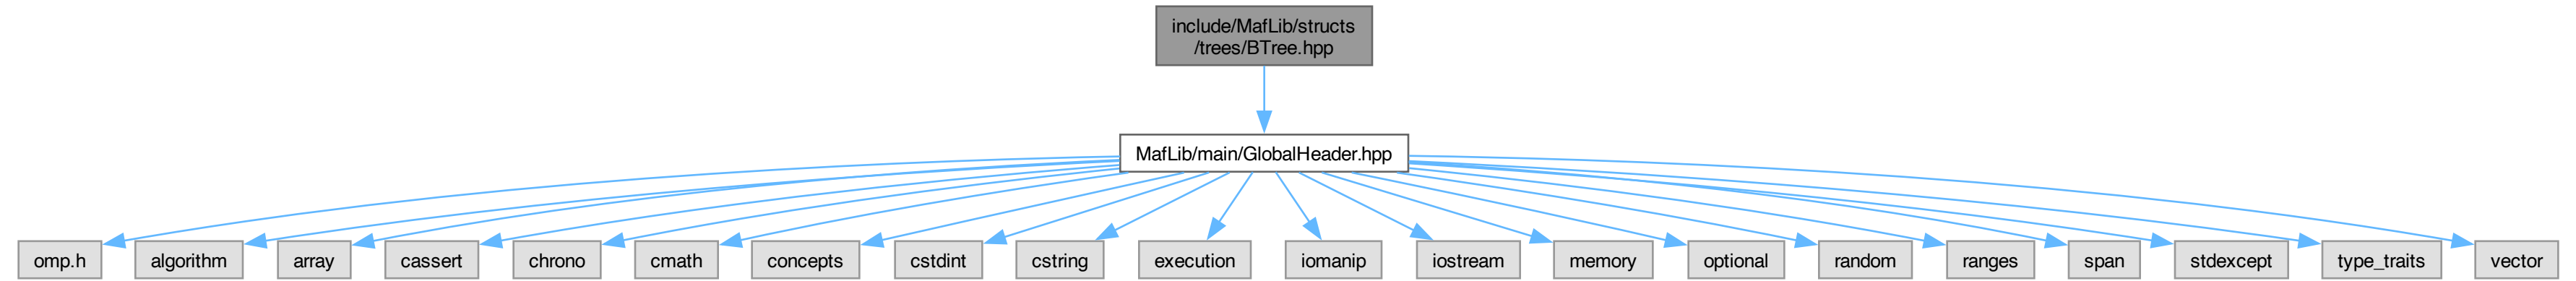 include/MafLib/structs
/trees/BTree.hpp
MafLib/main/GlobalHeader.hpp
omp.h
algorithm
array
cassert
chrono
cmath
concepts
cstdint
cstring
execution
iomanip
iostream
memory
optional
random
ranges
span
stdexcept
type_traits
vector